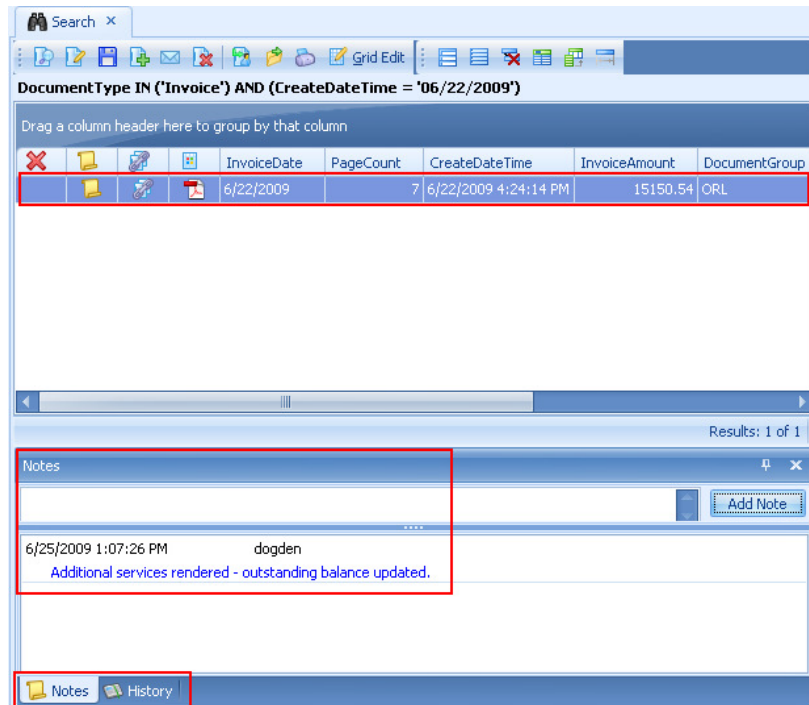 Search ×
Grid Edit
DocumentType IN ('Invoice') AND (CreateDateTime = '06/22/2009')
Drag a column header here to group by that column
InvoiceDate PageCount CreateDateTime InvoiceAmount DocumentGroup
6/22/2009 7 6/22/2009 4:24:14 PM 15150.54 ORL
Results: 1 of 1
Notes
Add Note
6/25/2009 1:07:26 PM dogden
Additional services rendered - outstanding balance updated.
Notes History